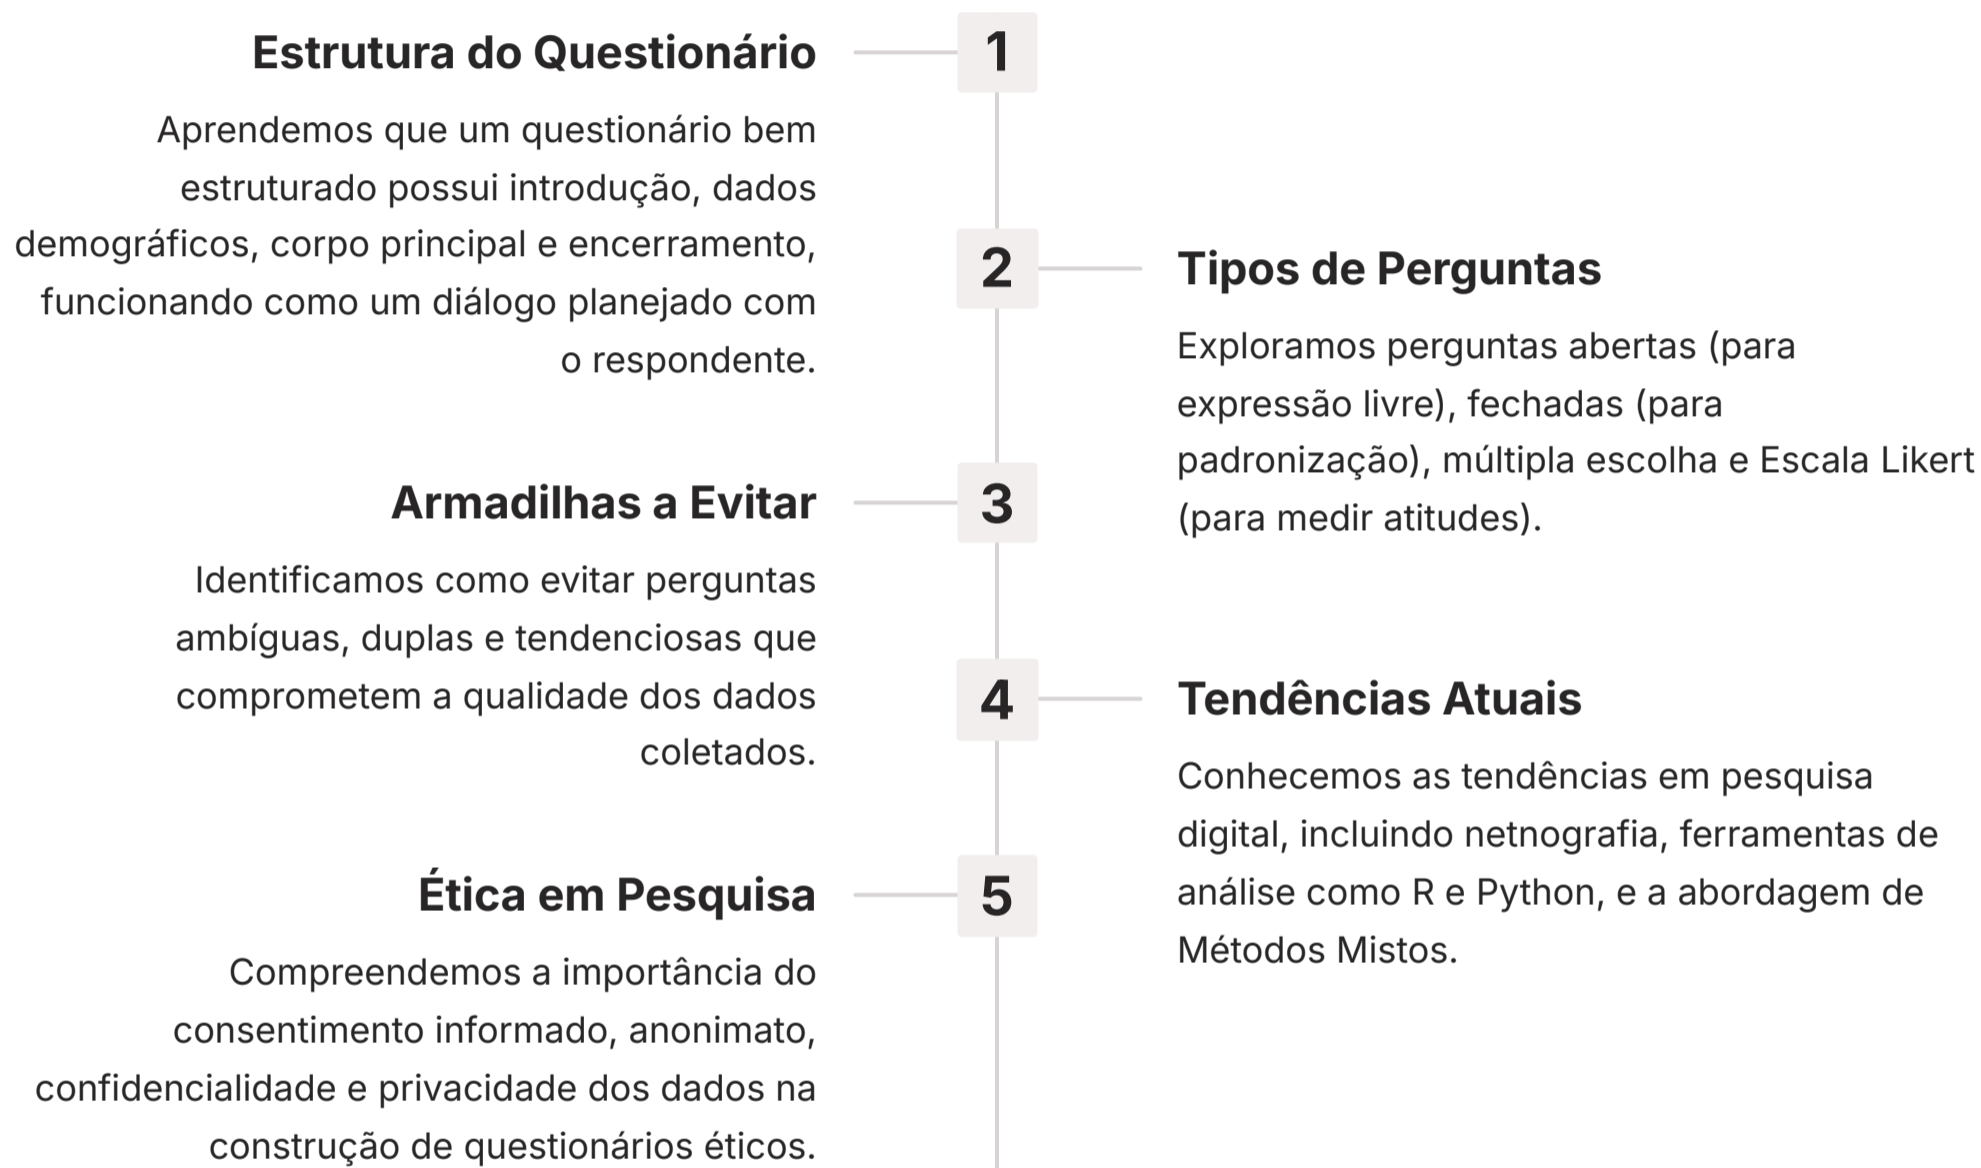 1
Estrutura do Questionário
Aprendemos que um questionário bem
estruturado possui introdução, dados
demográficos, corpo principal e encerramento,
funcionando como um diálogo planejado com
o respondente.
2
Tipos de Perguntas
Exploramos perguntas abertas (para
expressão livre), fechadas (para
padronização), múltipla escolha e Escala Likert
(para medir atitudes).
3
Armadilhas a Evitar
Identificamos como evitar perguntas
ambíguas, duplas e tendenciosas que
comprometem a qualidade dos dados
coletados.
4
Tendências Atuais
Conhecemos as tendências em pesquisa
digital, incluindo netnografia, ferramentas de
análise como R e Python, e a abordagem de
Métodos Mistos.
5
Ética em Pesquisa
Compreendemos a importância do
consentimento informado, anonimato,
confidencialidade e privacidade dos dados na
construção de questionários éticos.